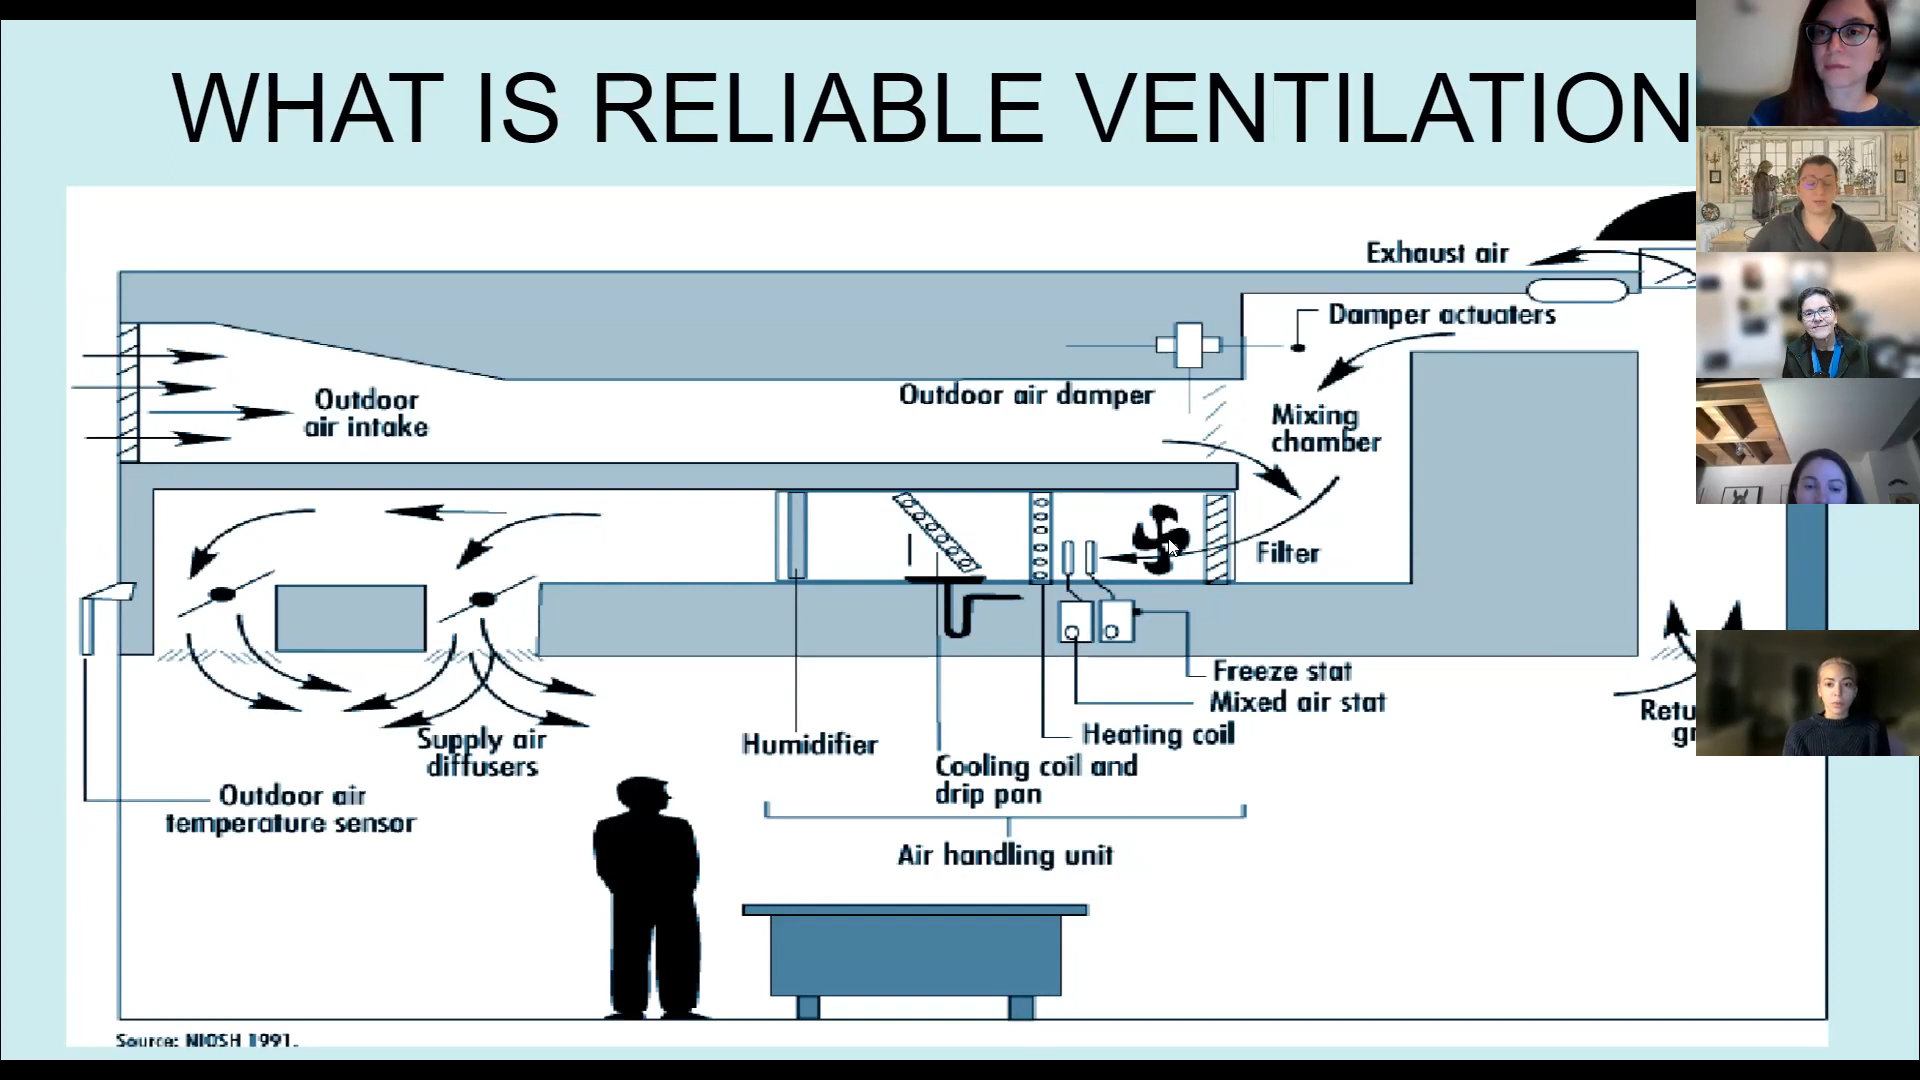 WHAT IS RELIABLE VENTILATION
Exhaust air
Damper actuaters
Outdoor
air intake
Outdoor air damper
Mixing
chamber
Filter
Freeze stat
Mixed air stat
Heating coil
Humidifier
Cooling coil and
drip pan
Supply air
diffusers
Outdoor air
temperature sensor
Air handling unit
Source: NIOSH 1991.